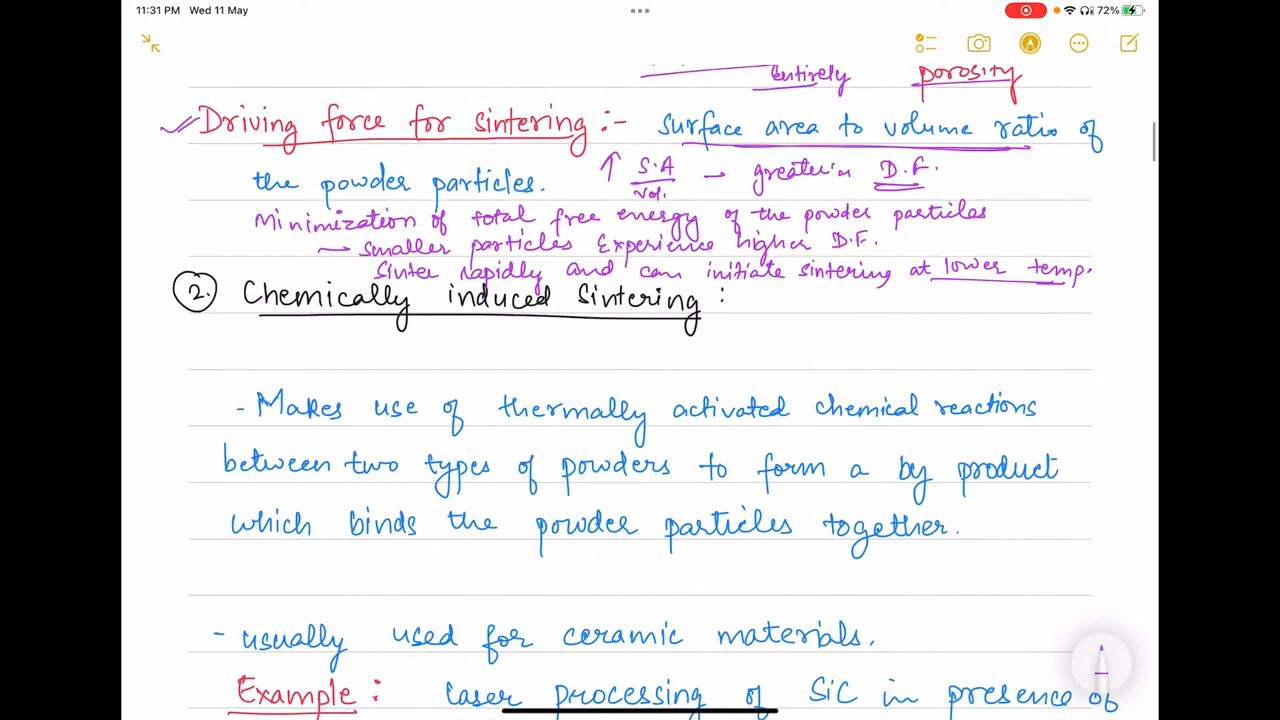 11:31 PM Wed 11 May
72%
entirely porosity
Driving force for sintering :- surface area to volume ratio of
the powder particles. ↑ S.A/Vol. → greater is D.F.
Minimization of total free energy of the powder particles
→ smaller particles experience higher D.F.
sinter rapidly and can initiate sintering at lower temp.
2. Chemically induced Sintering :
- Makes use of thermally activated chemical reactions
between two types of powders to form a by product
which binds the powder particles together.
- usually used for ceramic materials.
Example : Laser processing of SiC in presence of